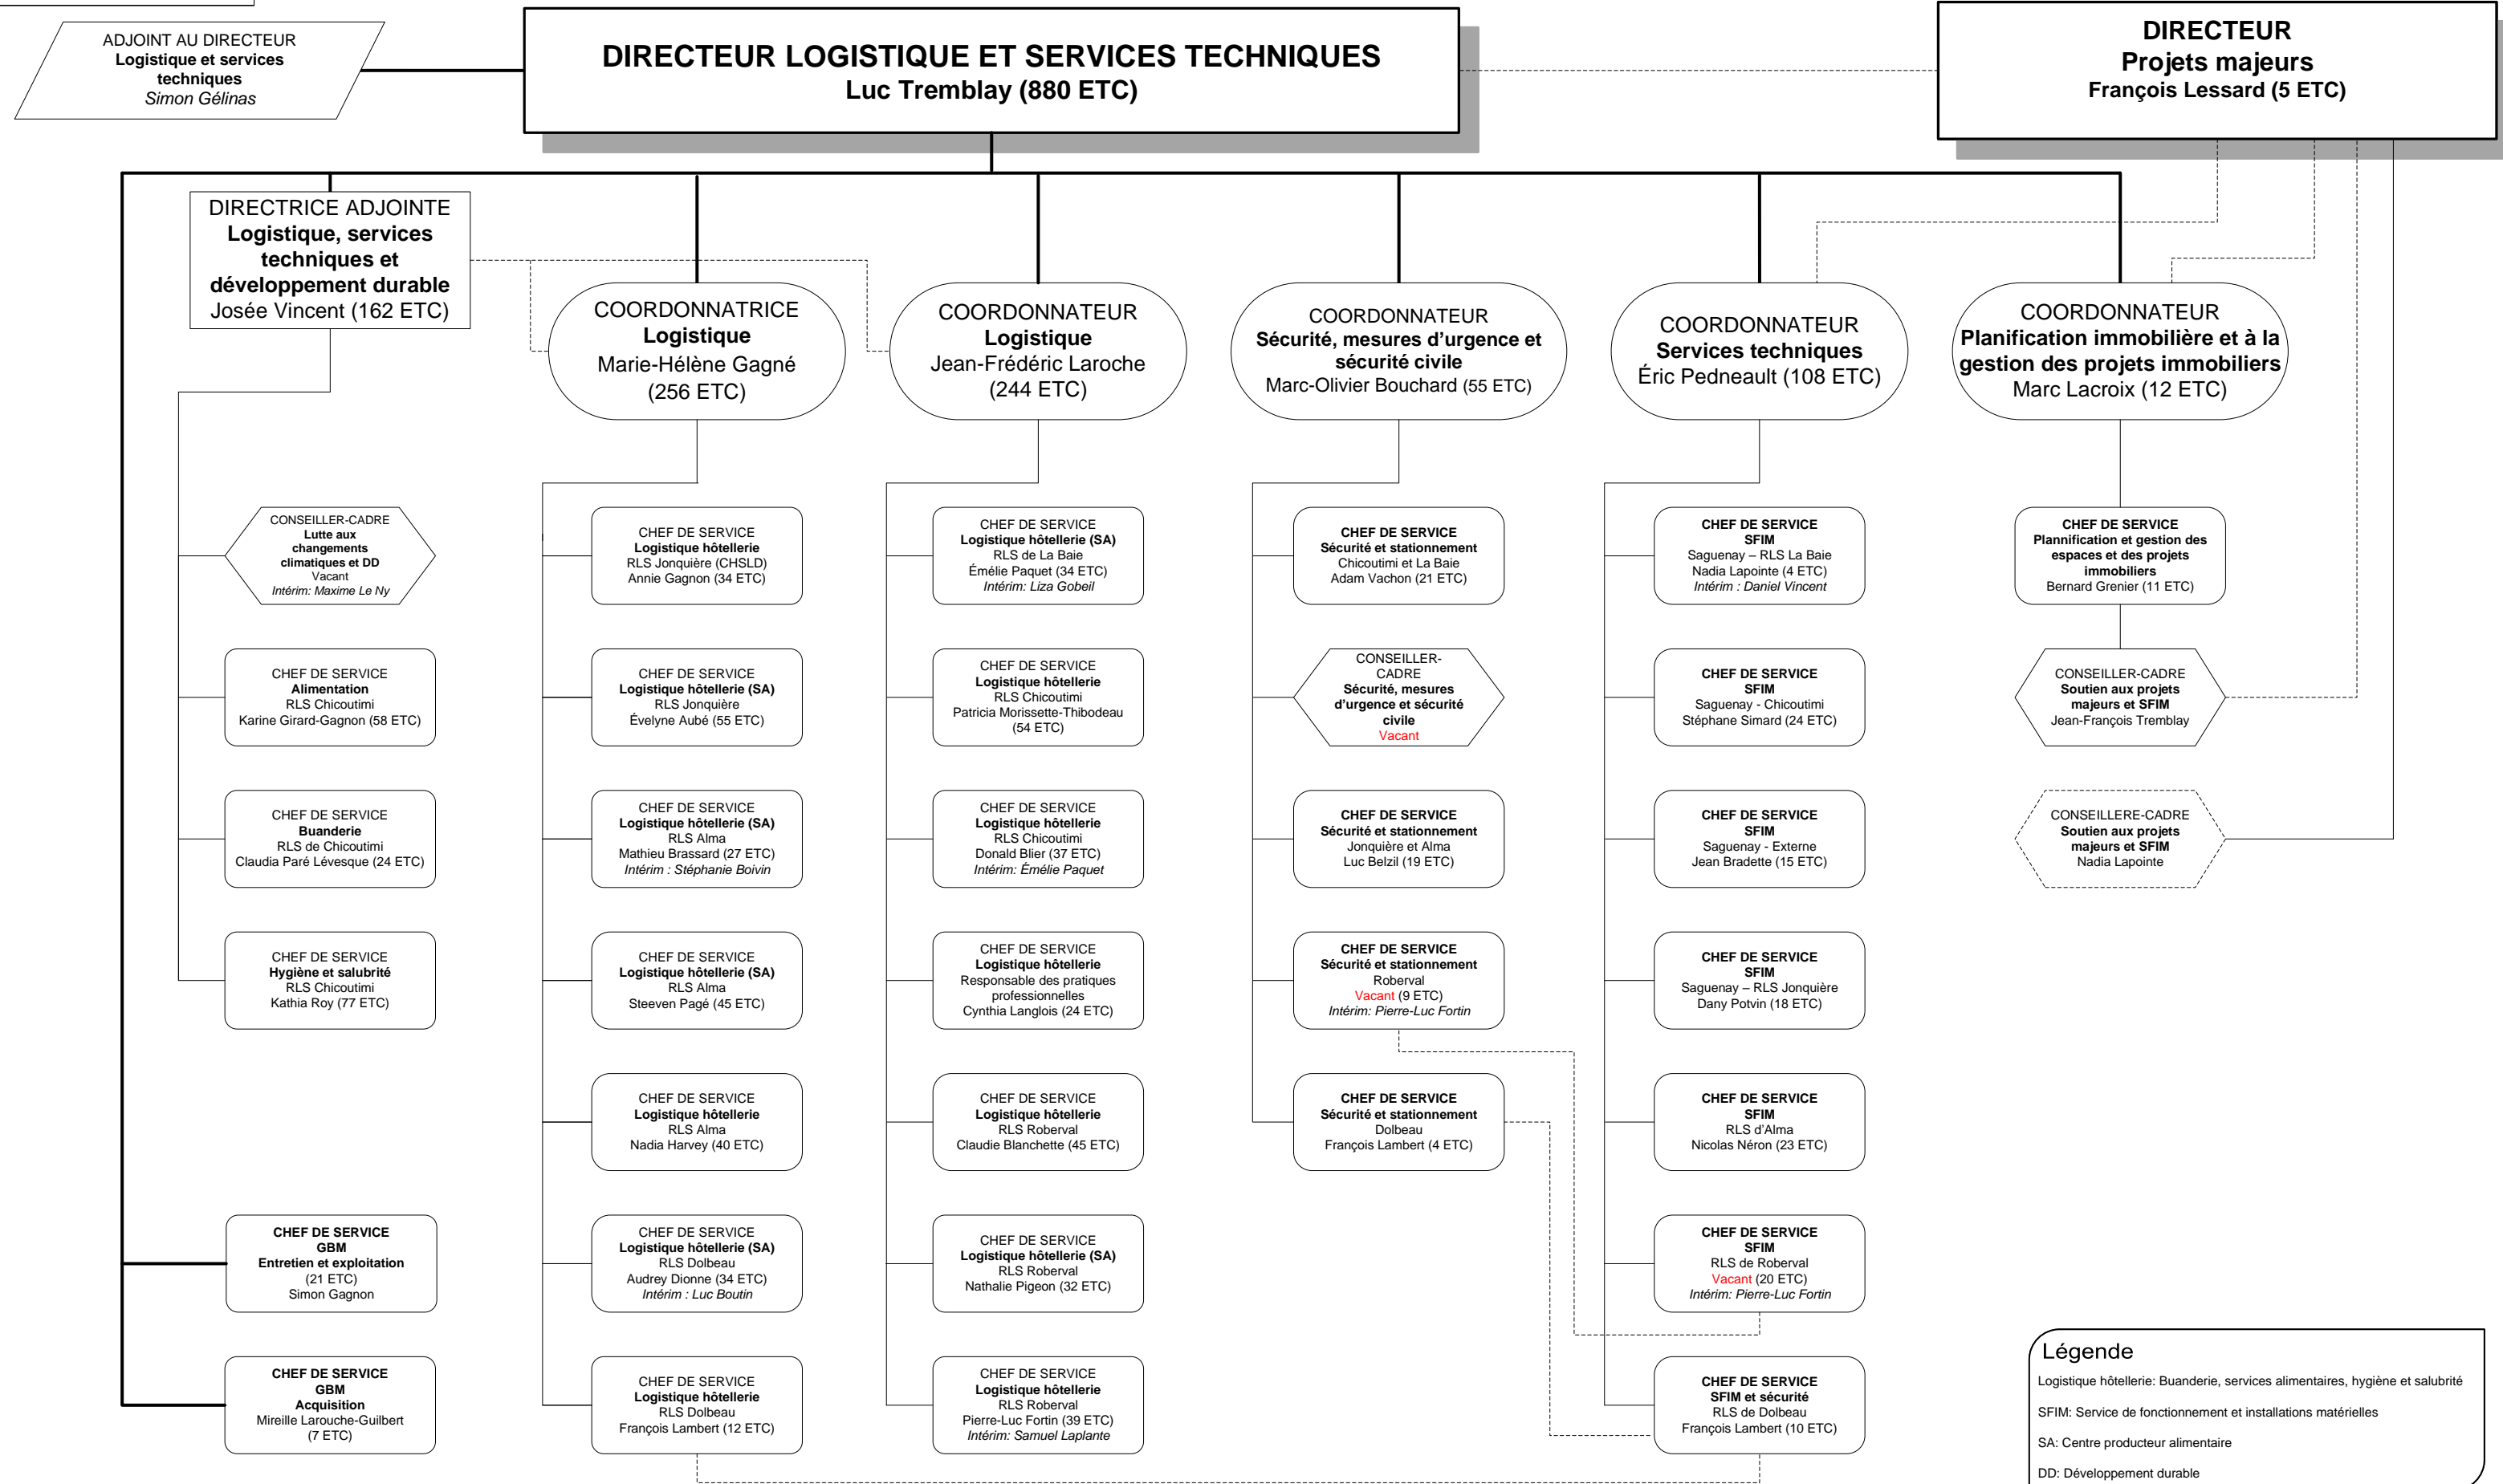 ADJOINT AU DIRECTEUR
Logistique et services
techniques
Simon Gélinas
DIRECTEUR LOGISTIQUE ET SERVICES TECHNIQUES
Luc Tremblay (880 ETC)
DIRECTEUR
Projets majeurs
François Lessard (5 ETC)
DIRECTRICE ADJOINTE
Logistique, services
techniques et
développement durable
Josée Vincent (162 ETC)
COORDONNATRICE
Logistique
Marie-Hélène Gagné
(256 ETC)
COORDONNATEUR
Logistique
Jean-Frédéric Laroche
(244 ETC)
COORDONNATEUR
Sécurité, mesures d’urgence et
sécurité civile
Marc-Olivier Bouchard (55 ETC)
COORDONNATEUR
Services techniques
Éric Pedneault (108 ETC)
COORDONNATEUR
Planification immobilière et à la
gestion des projets immobiliers
Marc Lacroix (12 ETC)
CONSEILLER-CADRE
Lutte aux
changements
climatiques et DD
Vacant
Intérim: Maxime Le Ny
CHEF DE SERVICE
Alimentation
RLS Chicoutimi
Karine Girard-Gagnon (58 ETC)
CHEF DE SERVICE
Buanderie
RLS de Chicoutimi
Claudia Paré Lévesque (24 ETC)
CHEF DE SERVICE
Hygiène et salubrité
RLS Chicoutimi
Kathia Roy (77 ETC)
CHEF DE SERVICE
GBM
Entretien et exploitation
(21 ETC)
Simon Gagnon
CHEF DE SERVICE
GBM
Acquisition
Mireille Larouche-Guilbert
(7 ETC)
CHEF DE SERVICE
Logistique hôtellerie
RLS Jonquière (CHSLD)
Annie Gagnon (34 ETC)
CHEF DE SERVICE
Logistique hôtellerie (SA)
RLS Jonquière
Évelyne Aubé (55 ETC)
CHEF DE SERVICE
Logistique hôtellerie (SA)
RLS Alma
Mathieu Brassard (27 ETC)
Intérim : Stéphanie Boivin
CHEF DE SERVICE
Logistique hôtellerie (SA)
RLS Alma
Steeven Pagé (45 ETC)
CHEF DE SERVICE
Logistique hôtellerie
RLS Alma
Nadia Harvey (40 ETC)
CHEF DE SERVICE
Logistique hôtellerie (SA)
RLS Dolbeau
Audrey Dionne (34 ETC)
Intérim : Luc Boutin
CHEF DE SERVICE
Logistique hôtellerie
RLS Dolbeau
François Lambert (12 ETC)
CHEF DE SERVICE
Logistique hôtellerie (SA)
RLS de La Baie
Émélie Paquet (34 ETC)
Intérim: Liza Gobeil
CHEF DE SERVICE
Logistique hôtellerie
RLS Chicoutimi
Patricia Morissette-Thibodeau
(54 ETC)
CHEF DE SERVICE
Logistique hôtellerie
RLS Chicoutimi
Donald Blier (37 ETC)
Intérim: Émélie Paquet
CHEF DE SERVICE
Logistique hôtellerie
Responsable des pratiques
professionnelles
Cynthia Langlois (24 ETC)
CHEF DE SERVICE
Logistique hôtellerie
RLS Roberval
Claudie Blanchette (45 ETC)
CHEF DE SERVICE
Logistique hôtellerie (SA)
RLS Roberval
Nathalie Pigeon (32 ETC)
CHEF DE SERVICE
Logistique hôtellerie
RLS Roberval
Pierre-Luc Fortin (39 ETC)
Intérim: Samuel Laplante
CHEF DE SERVICE
Sécurité et stationnement
Chicoutimi et La Baie
Adam Vachon (21 ETC)
CONSEILLER-
CADRE
Sécurité, mesures
d’urgence et sécurité
civile
Vacant
CHEF DE SERVICE
Sécurité et stationnement
Jonquière et Alma
Luc Belzil (19 ETC)
CHEF DE SERVICE
Sécurité et stationnement
Roberval
Vacant (9 ETC)
Intérim: Pierre-Luc Fortin
CHEF DE SERVICE
Sécurité et stationnement
Dolbeau
François Lambert (4 ETC)
CHEF DE SERVICE
SFIM
Saguenay – RLS La Baie
Nadia Lapointe (4 ETC)
Intérim : Daniel Vincent
CHEF DE SERVICE
SFIM
Saguenay - Chicoutimi
Stéphane Simard (24 ETC)
CHEF DE SERVICE
SFIM
Saguenay - Externe
Jean Bradette (15 ETC)
CHEF DE SERVICE
SFIM
Saguenay – RLS Jonquière
Dany Potvin (18 ETC)
CHEF DE SERVICE
SFIM
RLS d’Alma
Nicolas Néron (23 ETC)
CHEF DE SERVICE
SFIM
RLS de Roberval
Vacant (20 ETC)
Intérim: Pierre-Luc Fortin
CHEF DE SERVICE
SFIM et sécurité
RLS de Dolbeau
François Lambert (10 ETC)
CHEF DE SERVICE
Plannification et gestion des
espaces et des projets
immobiliers
Bernard Grenier (11 ETC)
CONSEILLER-CADRE
Soutien aux projets
majeurs et SFIM
Jean-François Tremblay
CONSEILLERE-CADRE
Soutien aux projets
majeurs et SFIM
Nadia Lapointe
Légende
Logistique hôtellerie: Buanderie, services alimentaires, hygiène et salubrité
SFIM: Service de fonctionnement et installations matérielles
SA: Centre producteur alimentaire
DD: Développement durable